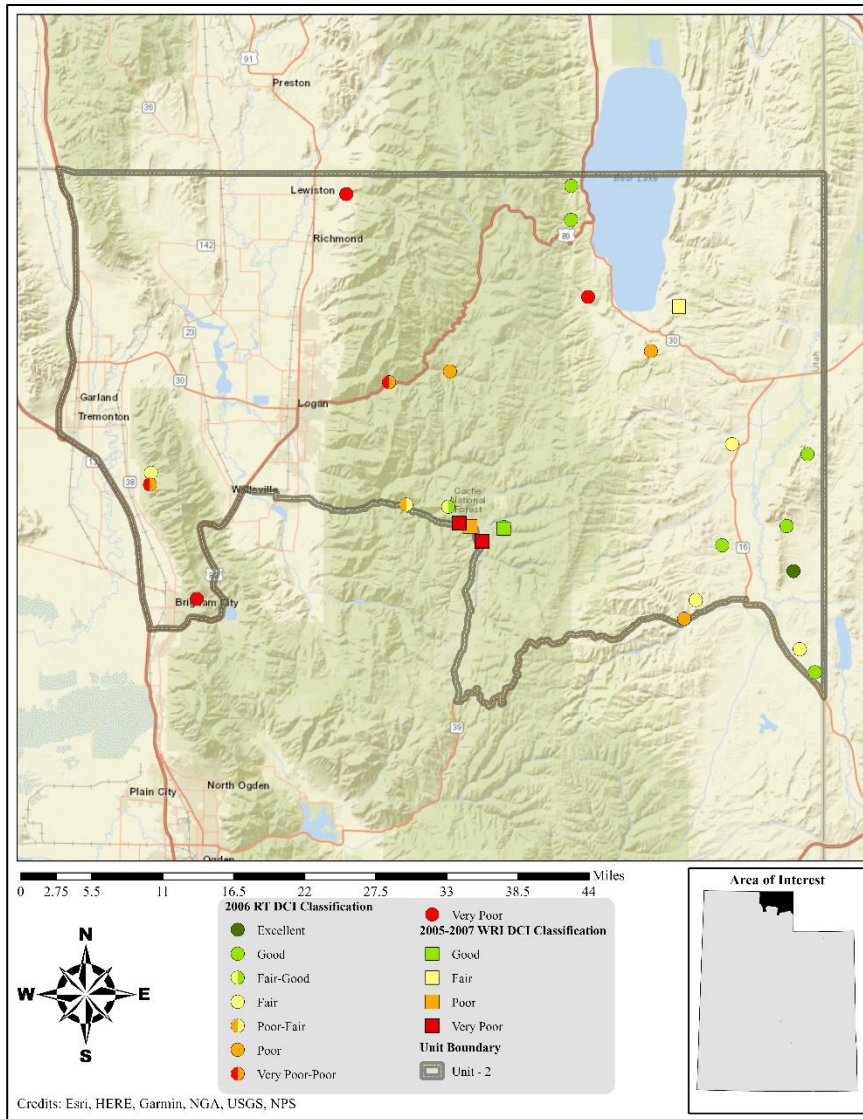 91
Preston
36
Lewiston
Bear Lake
Richmond
89
142
23
30
Utah
30
Garland
Tremonton
Logan
38
Wellsville
Cache
National
Forest
16
Brigham City
39
Plain City
North Ogden
Ogden
Miles
0 2.75 5.5 11 16.5 22 27.5 33 38.5 44
2006 RT DCI Classification
Excellent
Good
Fair-Good
Fair
Poor-Fair
Poor
Very Poor-Poor
Very Poor
2005-2007 WRI DCI Classification
Good
Fair
Poor
Very Poor
Unit Boundary
Unit - 2
Area of Interest
N
W E
S
Credits: Esri, HERE, Garmin, NGA, USGS, NPS